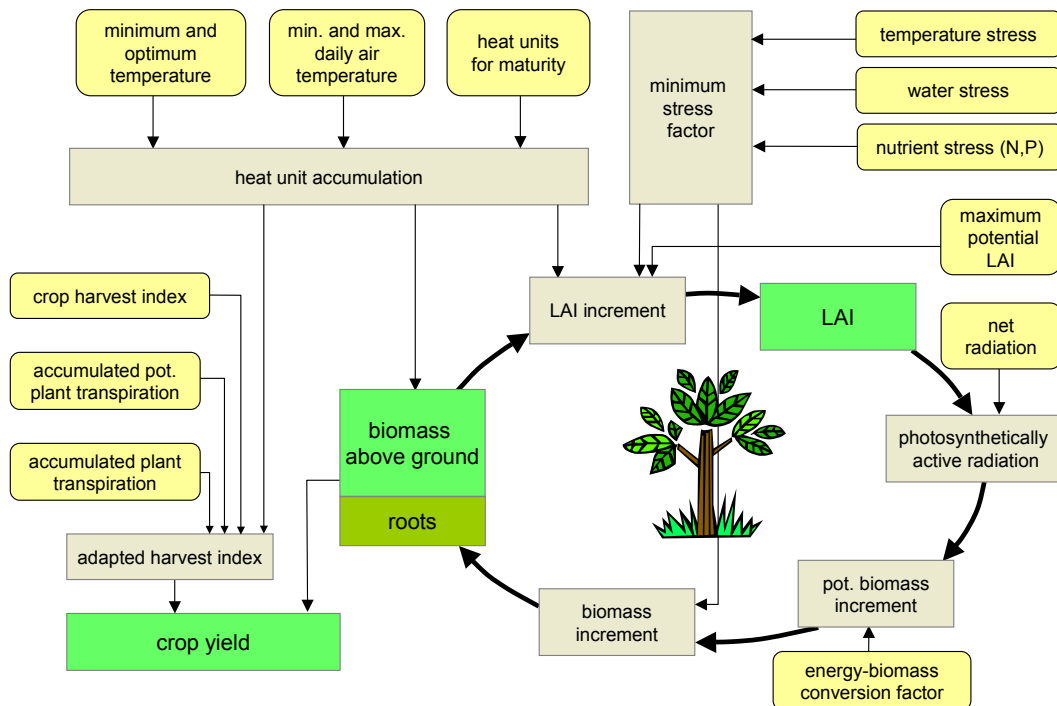 minimum and
optimum
temperature
min. and max.
daily air
temperature
heat units
for maturity
minimum
stress
factor
temperature stress
water stress
nutrient stress (N,P)
heat unit accumulation
maximum
potential
LAI
crop harvest index
LAI increment
LAI
net
radiation
accumulated pot.
plant transpiration
biomass
above ground
photosynthetically
active radiation
accumulated plant
transpiration
roots
adapted harvest index
pot. biomass
increment
biomass
increment
crop yield
energy-biomass
conversion factor